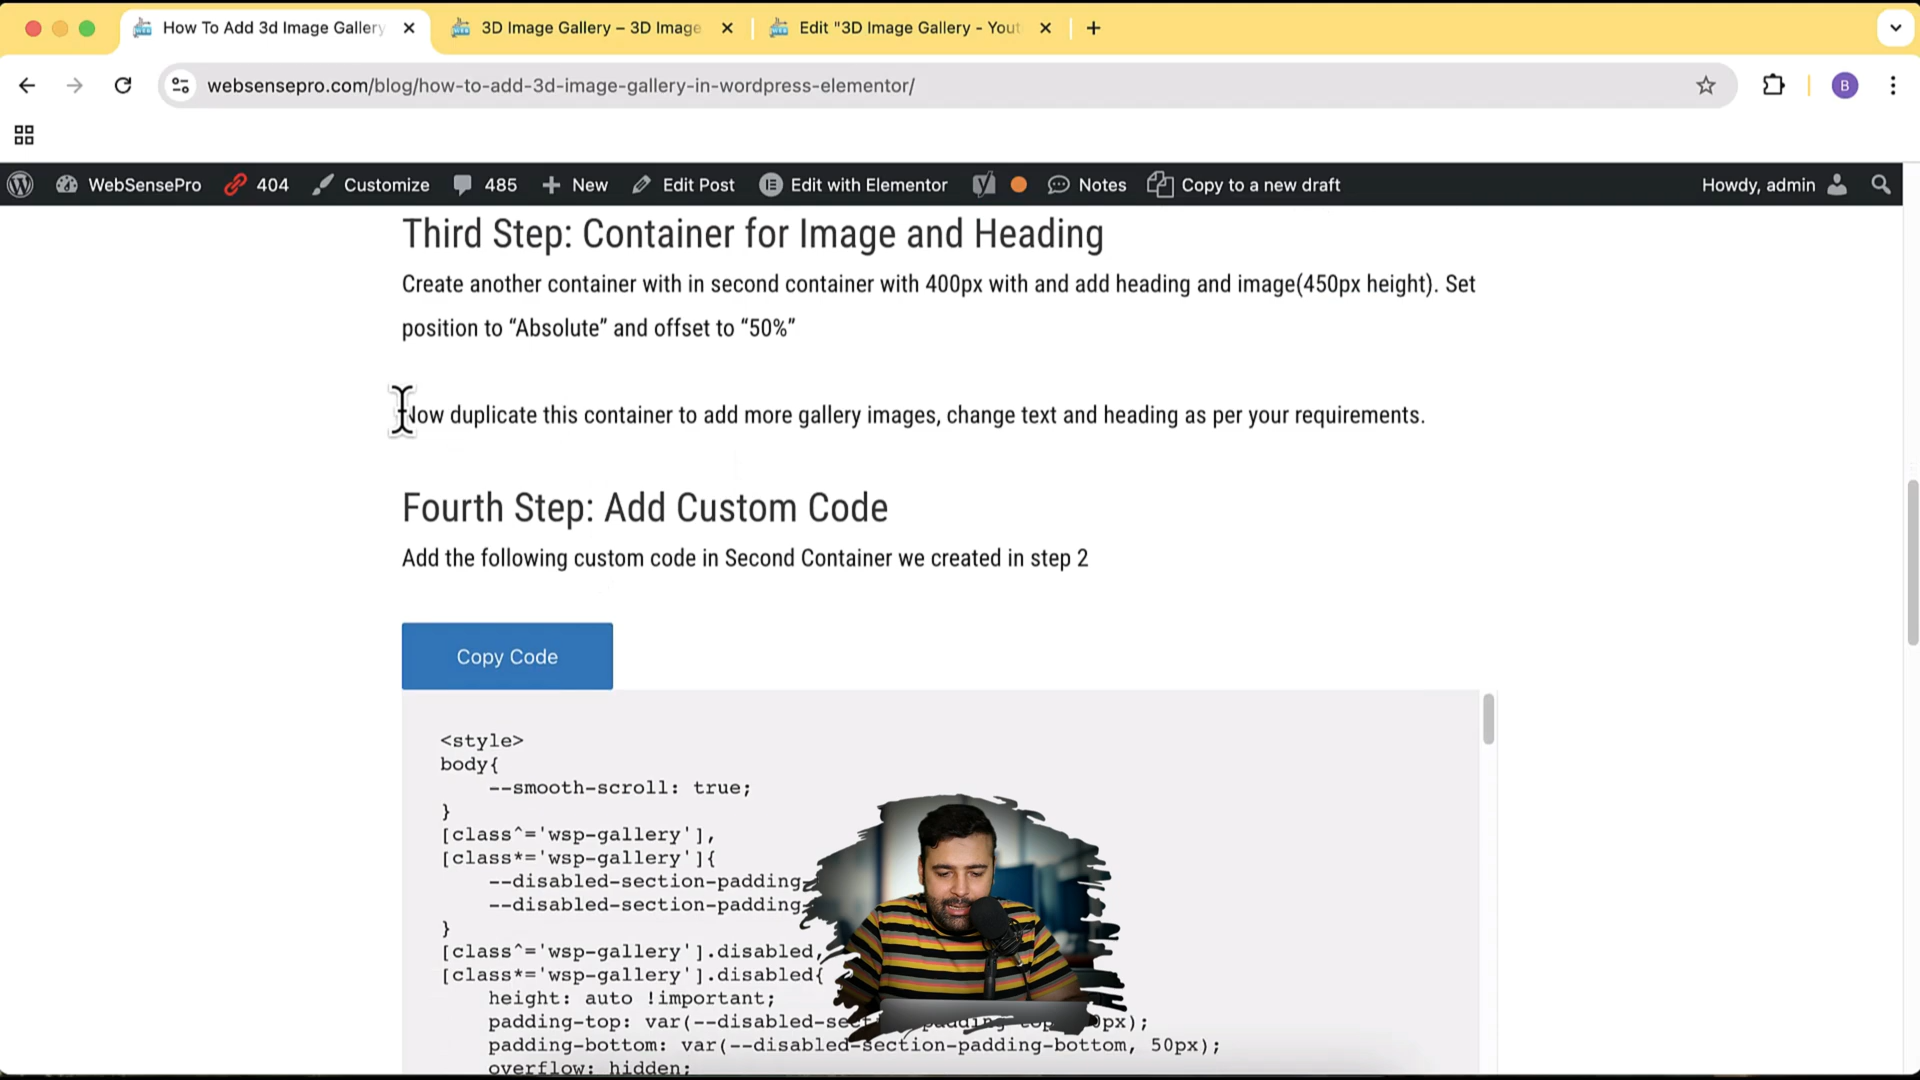 How To Add 3d Image Gallery
3D Image Gallery – 3D Image
Edit "3D Image Gallery - Yout
websensepro.com/blog/how-to-add-3d-image-gallery-in-wordpress-elementor/
B
WebSensePro
404
Customize
485
New
Edit Post
Edit with Elementor
Notes
Copy to a new draft
Howdy, admin
Third Step: Container for Image and Heading
Create another container with in second container with 400px with and add heading and image(450px height). Set
position to “Absolute” and offset to “50%”
Now duplicate this container to add more gallery images, change text and heading as per your requirements.
Fourth Step: Add Custom Code
Add the following custom code in Second Container we created in step 2
Copy Code
<style>
body{
--smooth-scroll: true;
}
[class^='wsp-gallery'],
[class*='wsp-gallery']{
--disabled-section-padding-
--disabled-section-padding-
}
[class^='wsp-gallery'].disabled,
[class*='wsp-gallery'].disabled{
height: auto !important;
padding-top: var(--disabled-section-padding-top, 50px);
padding-bottom: var(--disabled-section-padding-bottom, 50px);
overflow: hidden;